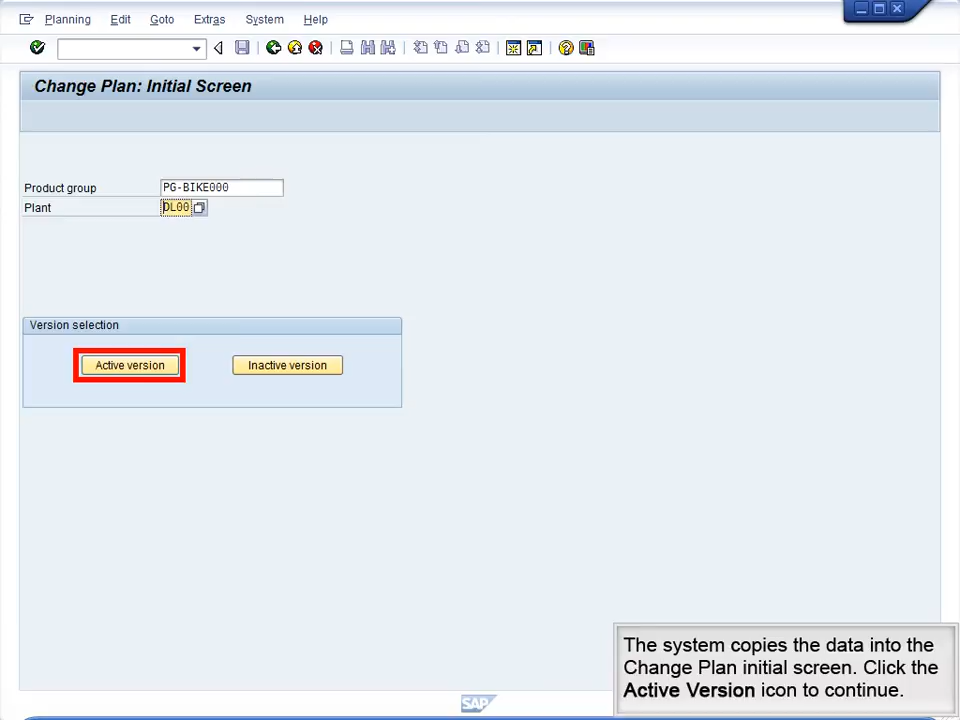 Planning Edit Goto Extras System Help
Change Plan: Initial Screen
Product group PG-BIKE000
Plant DL00
Version selection
Active version Inactive version
The system copies the data into the
Change Plan initial screen. Click the
Active Version icon to continue.
SAP